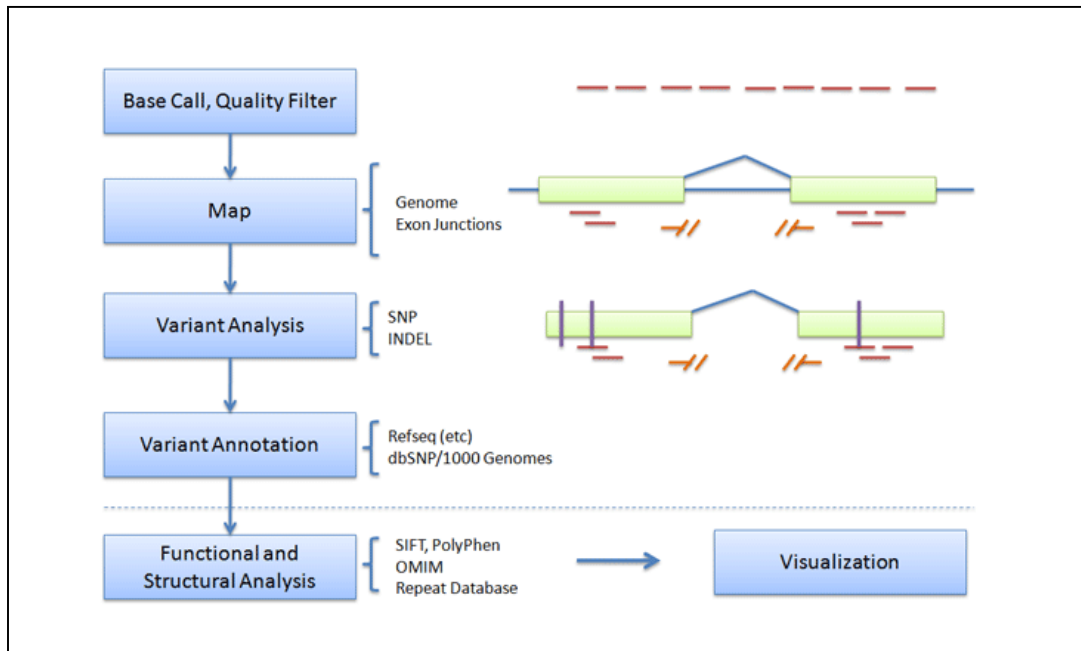 Base Call, Quality Filter
Map
Genome
Exon Junctions
Variant Analysis
SNP
INDEL
Variant Annotation
Refseq (etc)
dbSNP/1000 Genomes
Functional and
Structural Analysis
SIFT, PolyPhen
OMIM
Repeat Database
Visualization